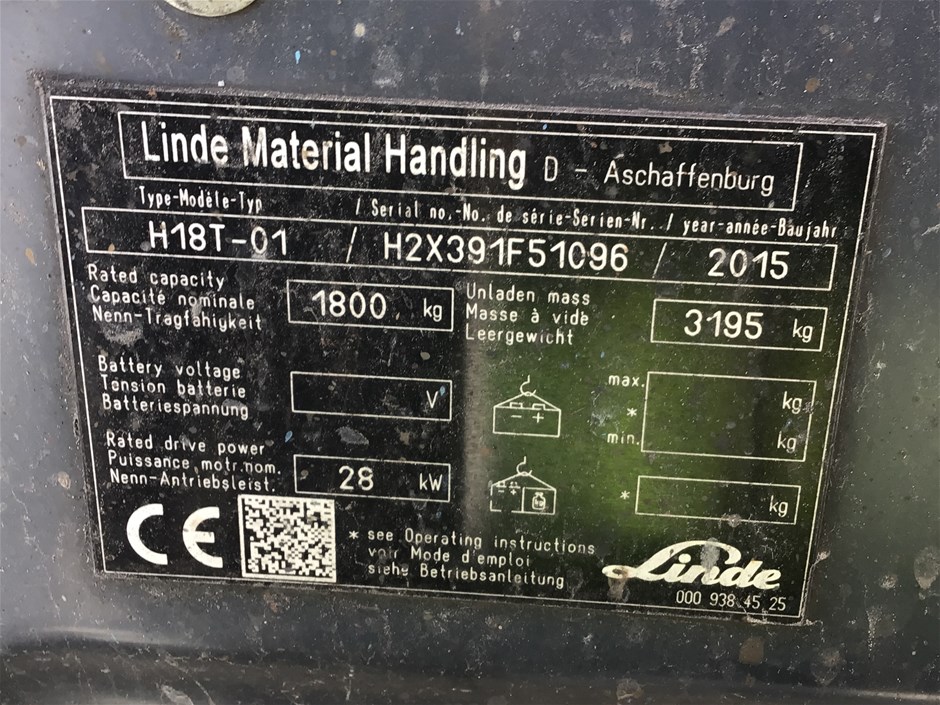 Linde Material Handling D - Aschaffenburg
Type-Modèle-Typ / Serial no.-No. de série-Serien-Nr. / year-année-Baujahr
H18T-01 / H2X391F51096 / 2015
Rated capacity
Capacité nominale
Nenn-Tragfähigkeit
1800 kg
Unladen mass
Masse à vide
Leergewicht
3195 kg
Battery voltage
Tension batterie
Batteriespannung
V
max. kg
*
min. kg
Rated drive power
Puissance motr.nom.
Nenn-Antriebsleist.
28 kW
* kg
CE
* see Operating instructions
voir Mode d'emploi
siehe Betriebsanleitung
Linde
000 938 45 25